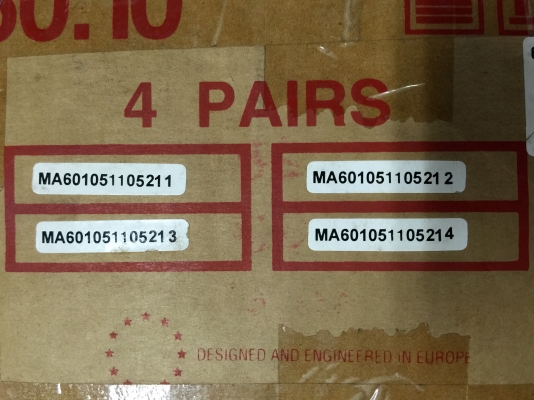 4 PAIRS
MA601051105211 MA601051105212
MA601051105213 MA601051105214
DESIGNED AND ENGINEERED IN EUROPE